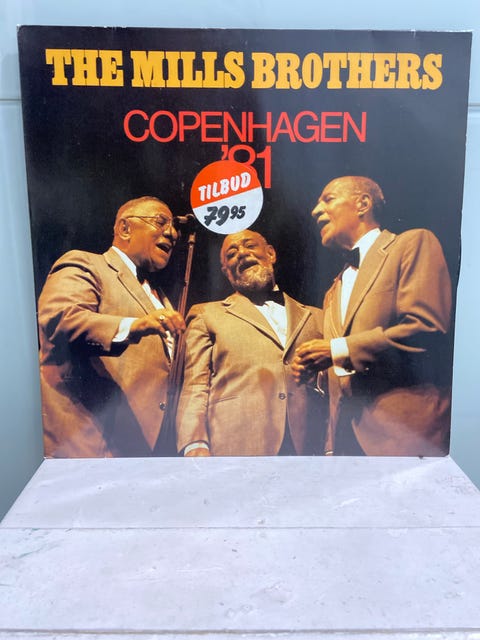 THE MILLS BROTHERS
COPENHAGEN
'81
TILBUD
79.95